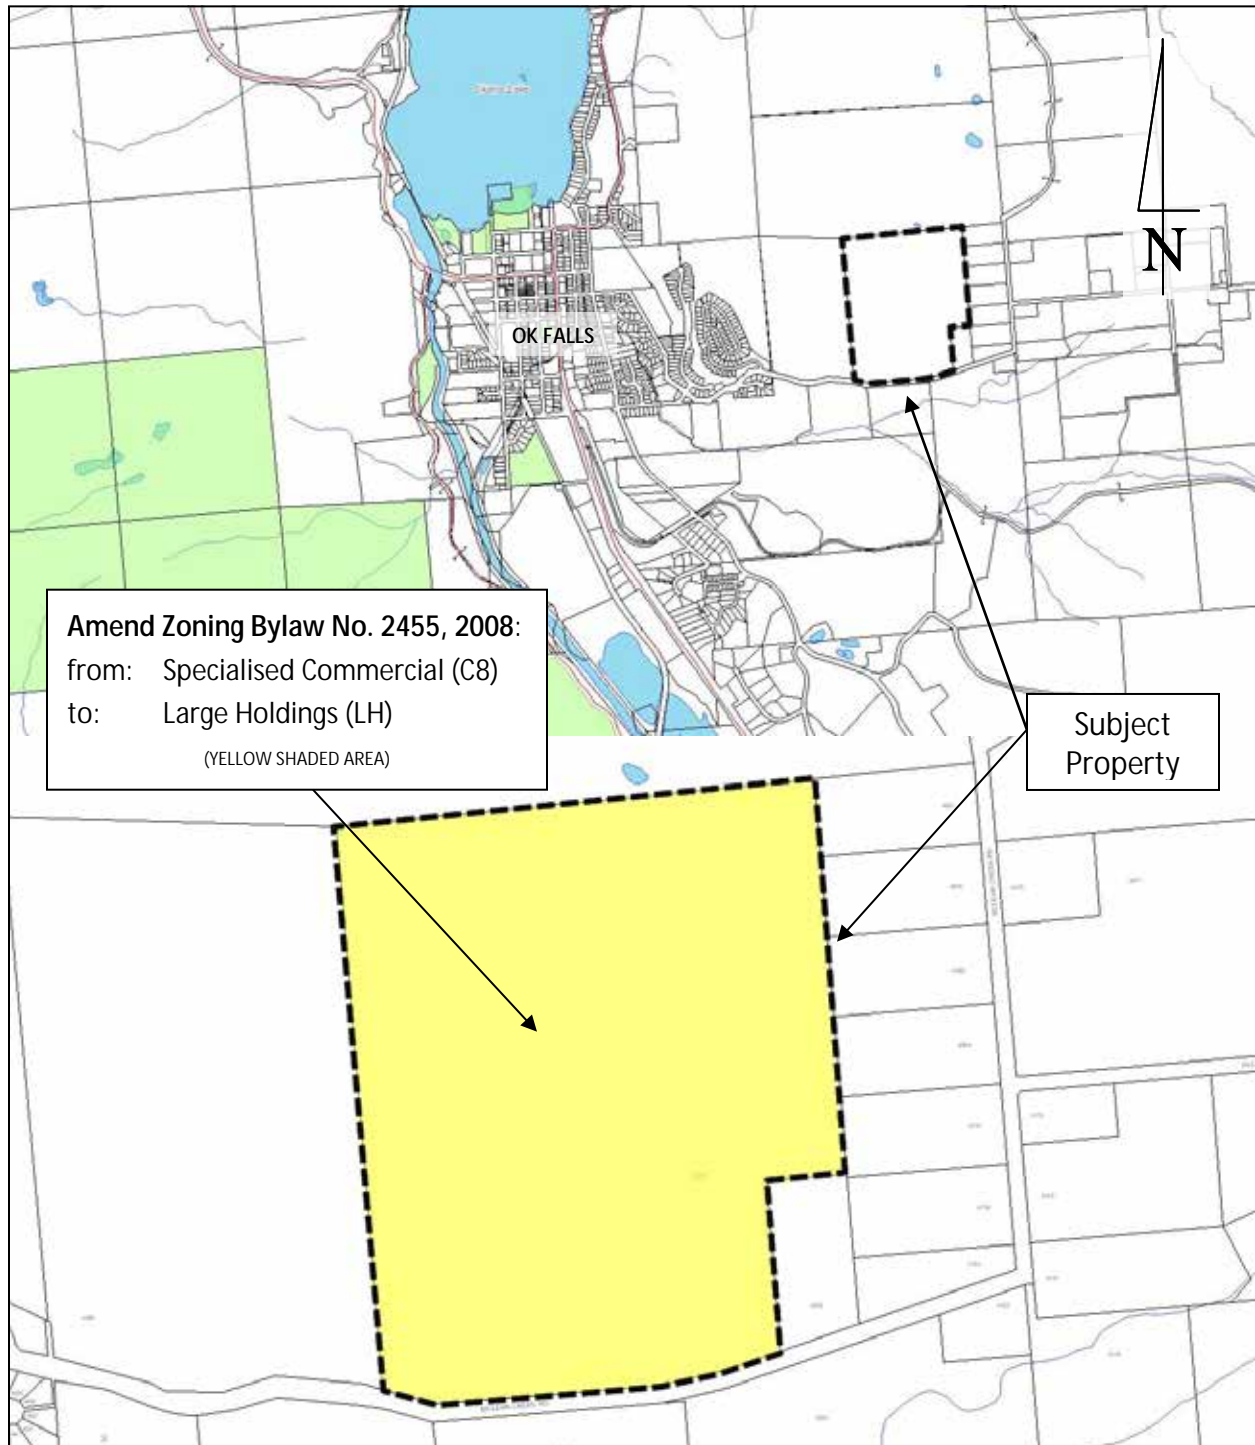 N
OK FALLS
Amend Zoning Bylaw No. 2455, 2008:
from: Specialised Commercial (C8)
to: Large Holdings (LH)
(YELLOW SHADED AREA)
Subject
Property